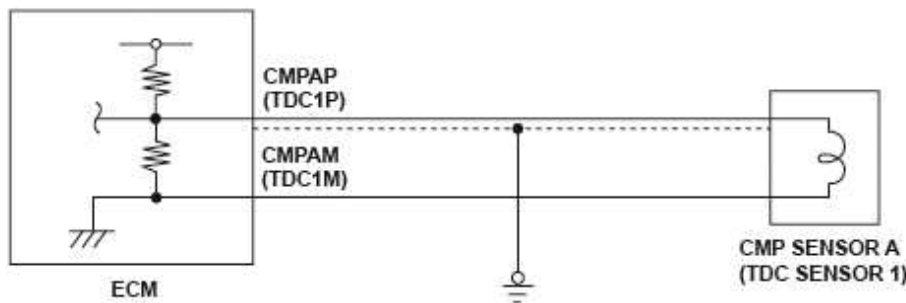 CMPAP
(TDC1P)
CMPAM
(TDC1M)
CMP SENSOR A
(TDC SENSOR 1)
ECM